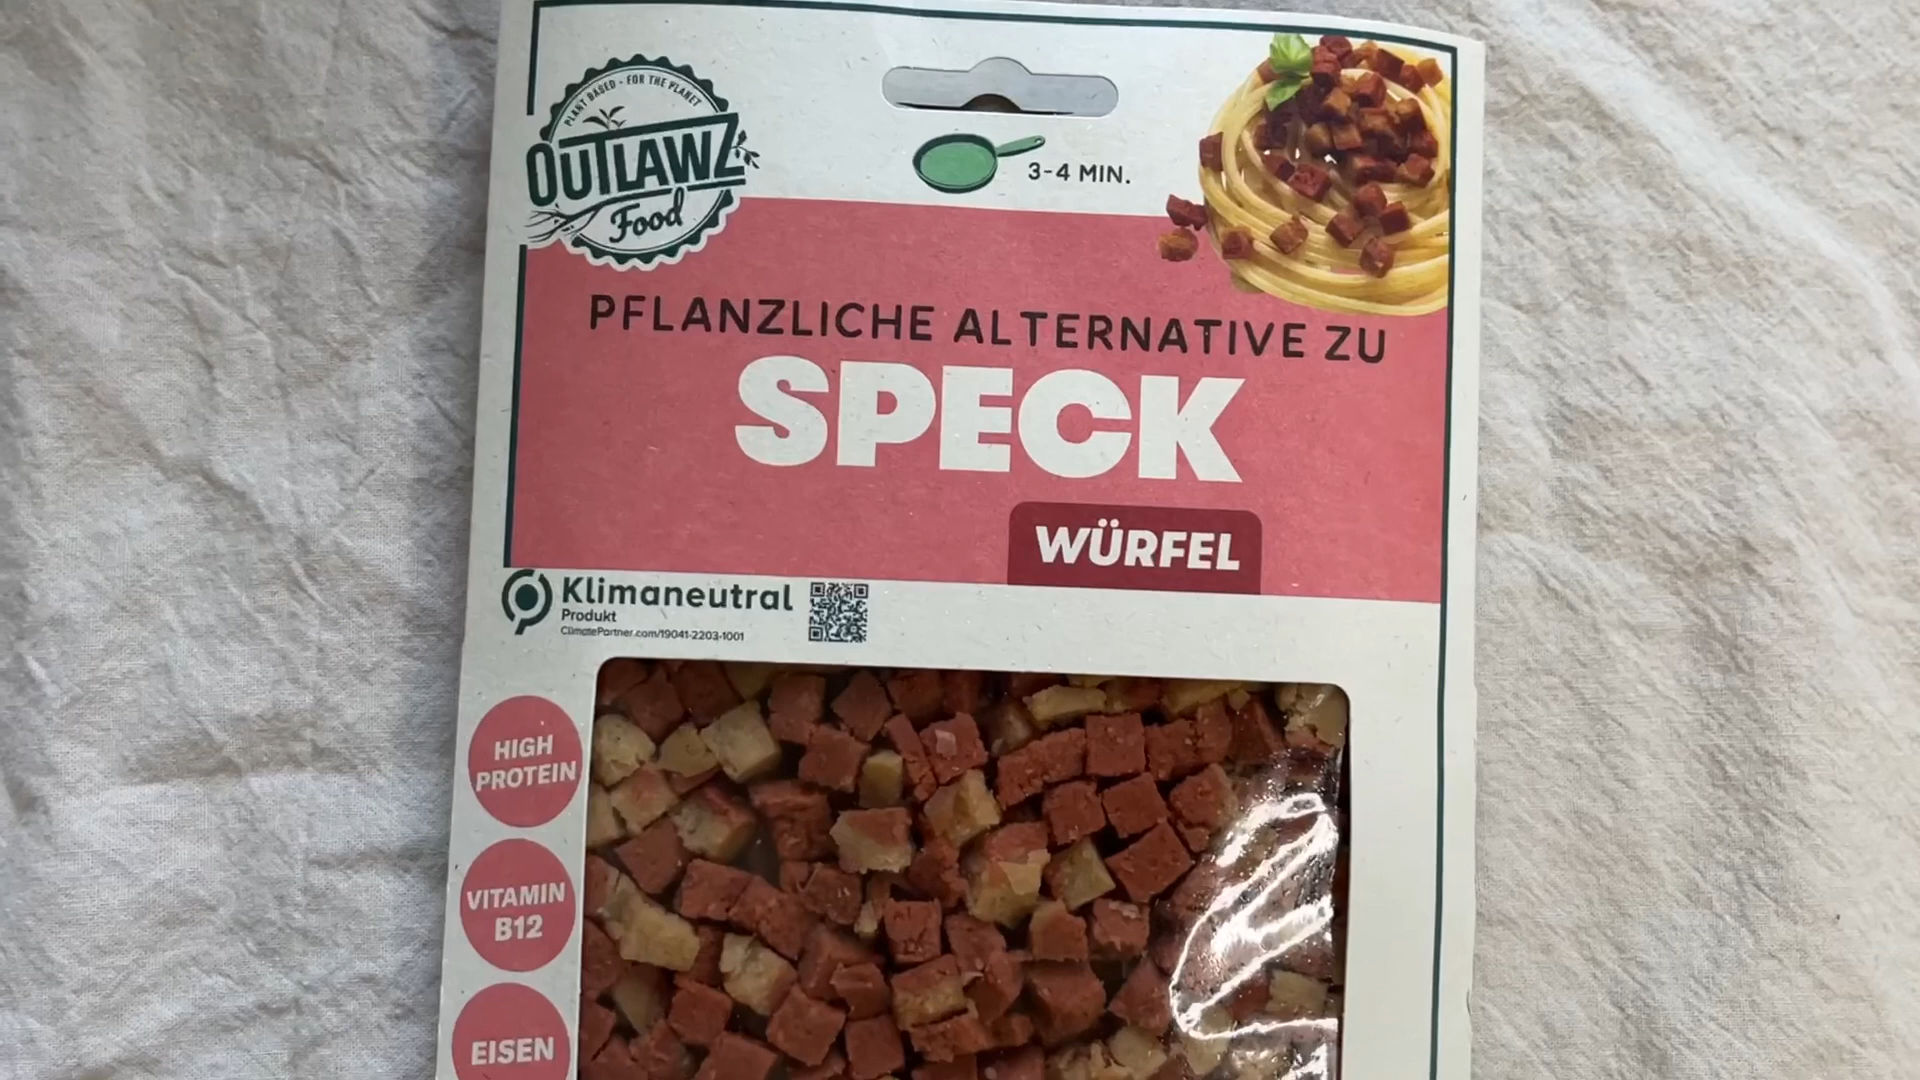 PLANT BASED - FOR THE PLANET
OUTLAWZ
Food
3-4 MIN.
PFLANZLICHE ALTERNATIVE ZU
SPECK
WÜRFEL
Klimaneutral
Produkt
ClimatePartner.com/19041-2203-1001
HIGH
PROTEIN
VITAMIN
B12
EISEN